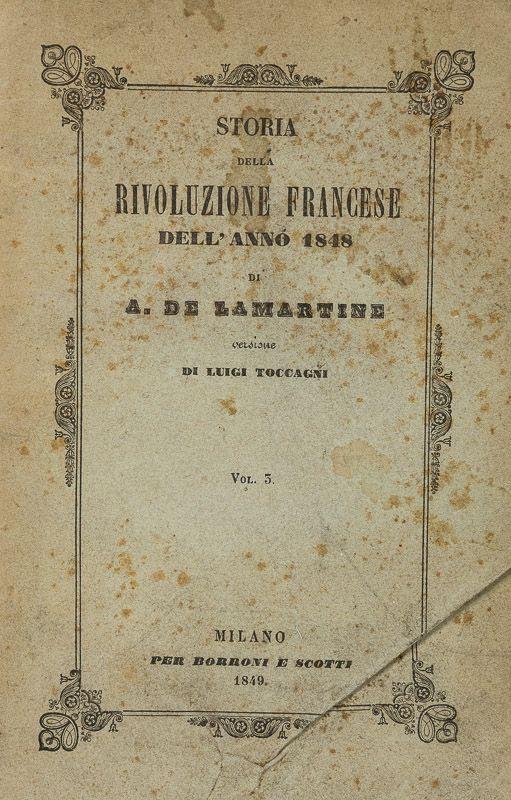 STORIA
DELLA
RIVOLUZIONE FRANCESE
DELL'ANNO 1848
DI
A. DE LAMARTINE
versione
DI LUIGI TOCCAGNI
VOL. 3.
MILANO
PER BORRONI E SCOTTI
1849.